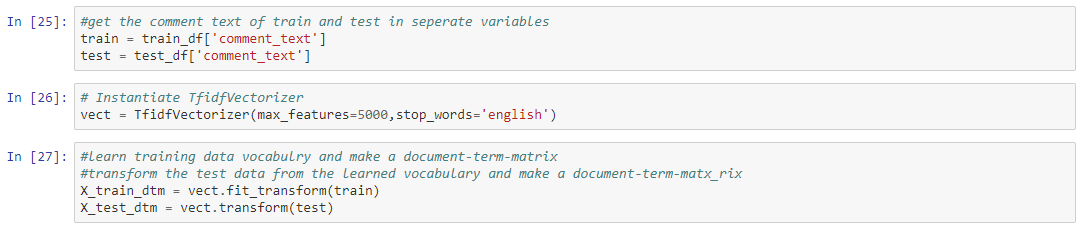 In [25]: #get the comment text of train and test in seperate variables
train = train_df['comment_text']
test = test_df['comment_text']
In [26]: # Instantiate TfidfVectorizer
vect = TfidfVectorizer(max_features=5000,stop_words='english')
In [27]: #learn training data vocabulry and make a document-term-matrix
#transform the test data from the learned vocabulary and make a document-term-matx_rix
X_train_dtm = vect.fit_transform(train)
X_test_dtm = vect.transform(test)